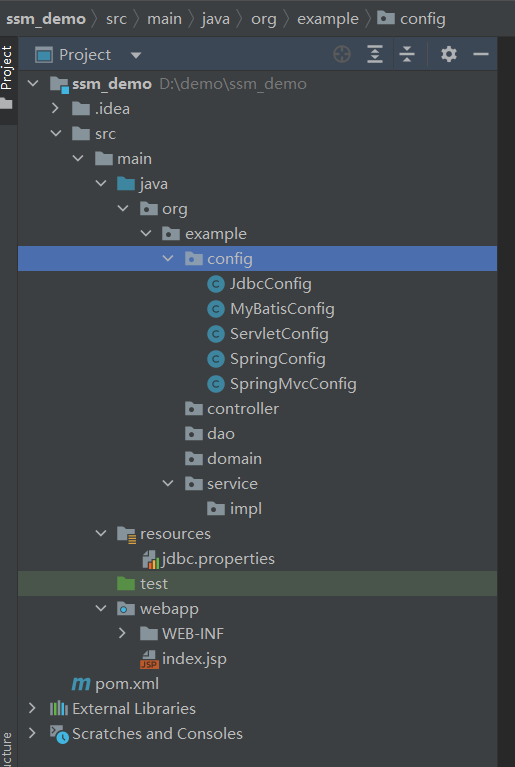 ssm_demo src main java org example config
Project
Project
ssm_demo D:\demo\ssm_demo
.idea
src
main
java
org
example
config
C JdbcConfig
C MyBatisConfig
C ServletConfig
C SpringConfig
C SpringMvcConfig
controller
dao
domain
service
impl
resources
jdbc.properties
test
webapp
WEB-INF
JSP index.jsp
m pom.xml
External Libraries
Scratches and Consoles
ucture